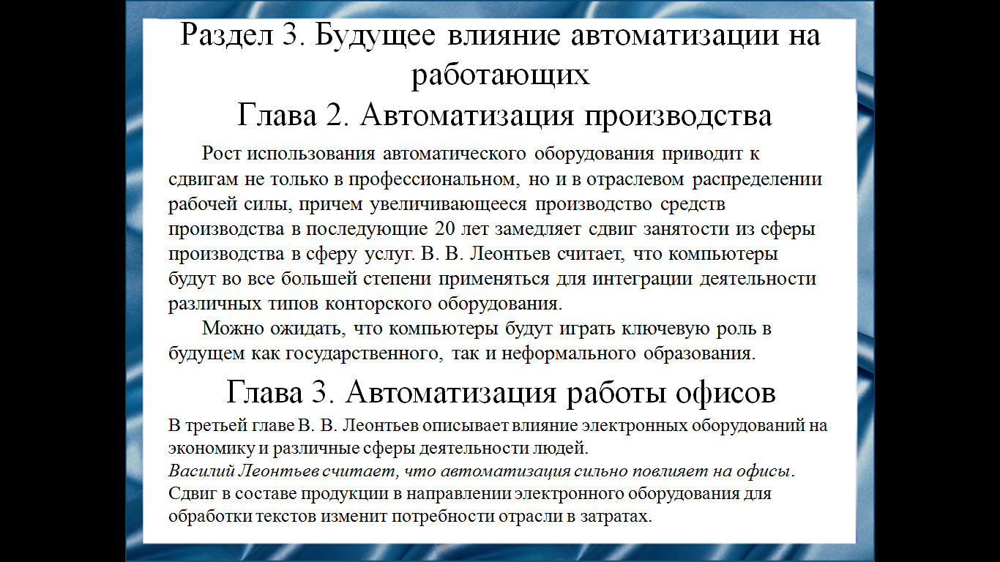 Раздел 3. Будущее влияние автоматизации на
работающих
Глава 2. Автоматизация производства
Рост использования автоматического оборудования приводит к
сдвигам не только в профессиональном, но и в отраслевом распределении
рабочей силы, причем увеличивающееся производство средств
производства в последующие 20 лет замедляет сдвиг занятости из сферы
производства в сферу услуг. В. В. Леонтьев считает, что компьютеры
будут во все большей степени применяться для интеграции деятельности
различных типов конторского оборудования.
Можно ожидать, что компьютеры будут играть ключевую роль в
будущем как государственного, так и неформального образования.
Глава 3. Автоматизация работы офисов
В третьей главе В. В. Леонтьев описывает влияние электронных оборудований на
экономику и различные сферы деятельности людей.
Василий Леонтьев считает, что автоматизация сильно повлияет на офисы.
Сдвиг в составе продукции в направлении электронного оборудования для
обработки текстов изменит потребности отрасли в затратах.